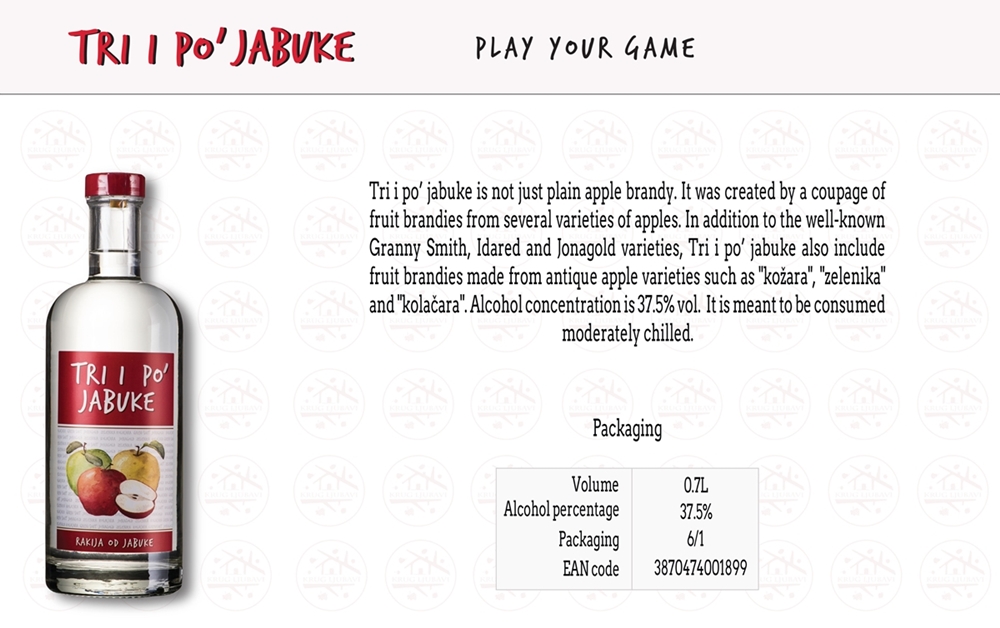 TRI I PO' JABUKE
PLAY YOUR GAME
Tri i po’ jabuke is not just plain apple brandy. It was created by a coupage of
fruit brandies from several varieties of apples. In addition to the well-known
Granny Smith, Idared and Jonagold varieties, Tri i po’ jabuke also include
fruit brandies made from antique apple varieties such as "kožara", "zelenika"
and "kolačara". Alcohol concentration is 37.5% vol. It is meant to be consumed
moderately chilled.
TRI I PO'
JABUKE
RAKIJA OD JABUKE
Packaging
Volume 0.7L
Alcohol percentage 37.5%
Packaging 6/1
EAN code 3870474001899